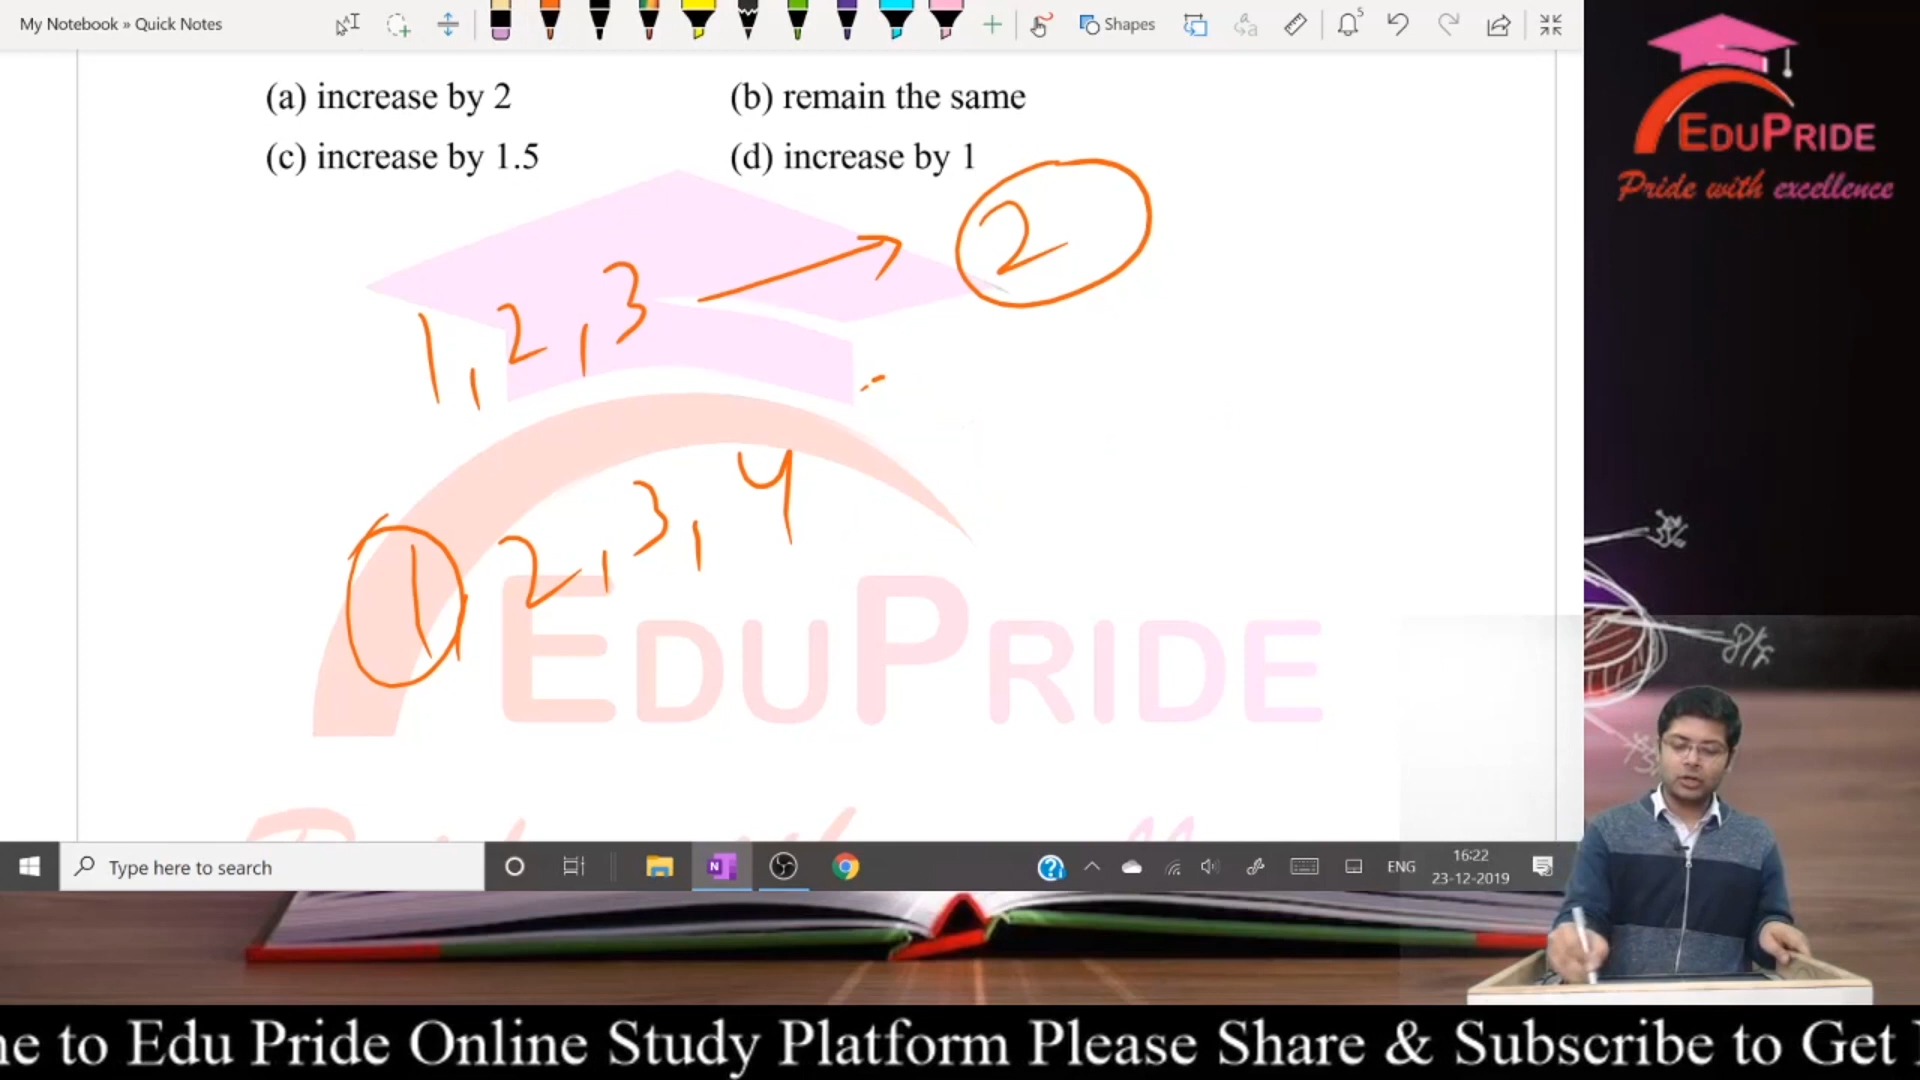 My Notebook » Quick Notes
Shapes
5
(a) increase by 2
(b) remain the same
(c) increase by 1.5
(d) increase by 1
2
1, 2, 3
1, 2, 3, 4
EDUPRIDE
EDUPRIDE
Pride with excellence
Type here to search
ENG
16:22
23-12-2019
to Edu Pride Online Study Platform Please Share & Subscribe to Get